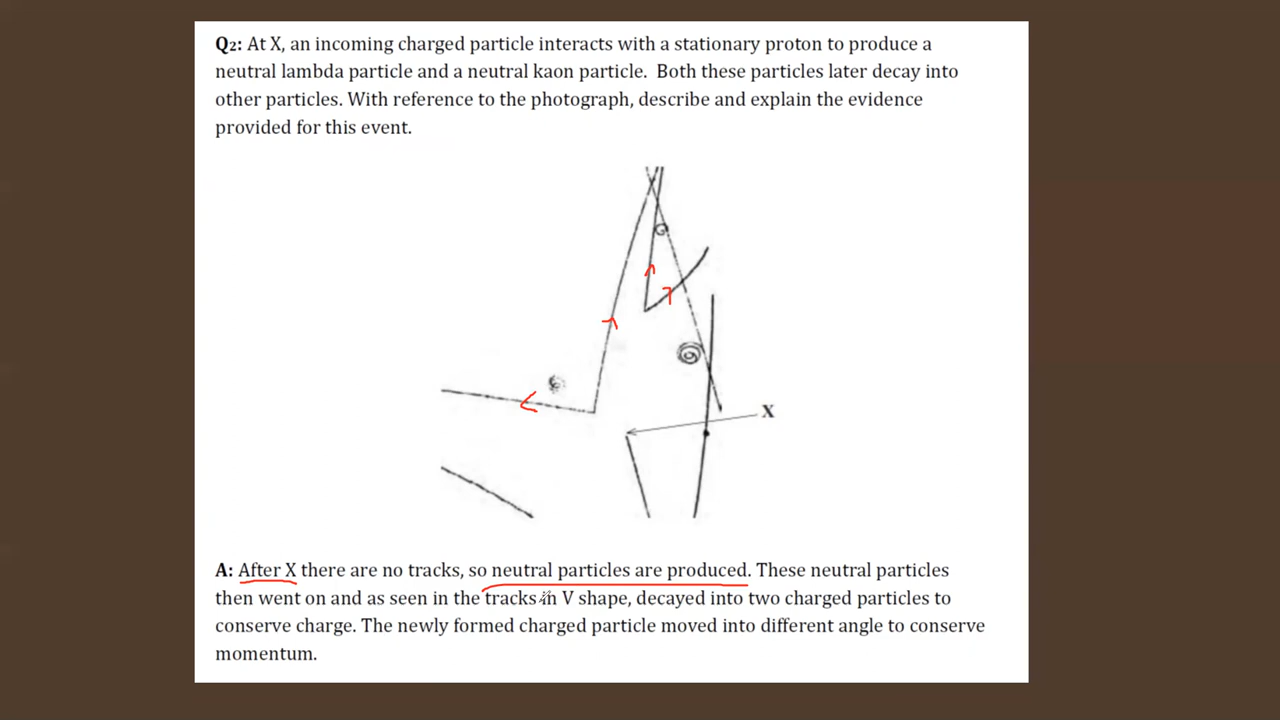 Q2: At X, an incoming charged particle interacts with a stationary proton to produce a
neutral lambda particle and a neutral kaon particle.  Both these particles later decay into
other particles. With reference to the photograph, describe and explain the evidence
provided for this event.
X
A: After X there are no tracks, so neutral particles are produced. These neutral particles
then went on and as seen in the tracks in V shape, decayed into two charged particles to
conserve charge. The newly formed charged particle moved into different angle to conserve
momentum.